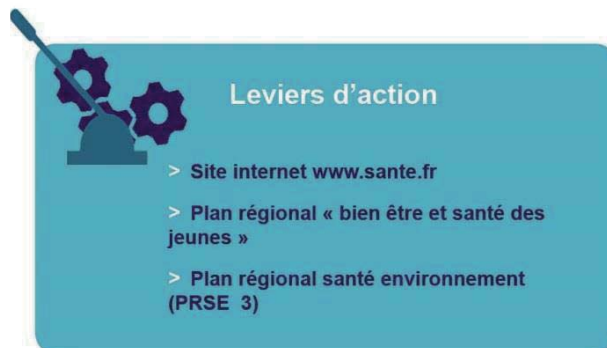 Leviers d’action
> Site internet www.sante.fr
> Plan régional « bien être et santé des
jeunes »
> Plan régional santé environnement
(PRSE 3)